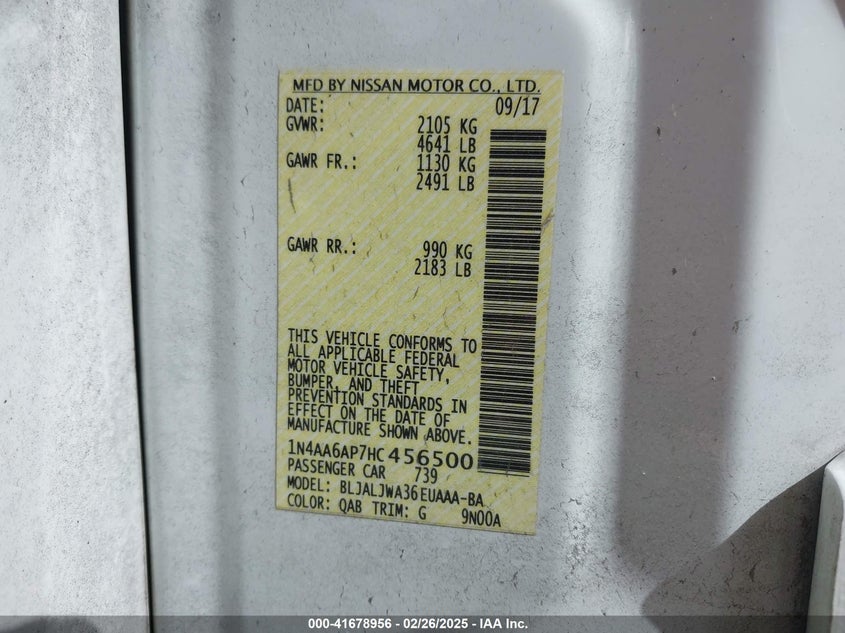 MFD BY NISSAN MOTOR CO., LTD.
DATE: 09/17
GVWR: 2105 KG
4641 LB
GAWR FR.: 1130 KG
2491 LB
GAWR RR.: 990 KG
2183 LB
THIS VEHICLE CONFORMS TO
ALL APPLICABLE FEDERAL
MOTOR VEHICLE SAFETY,
BUMPER, AND THEFT
PREVENTION STANDARDS IN
EFFECT ON THE DATE OF
MANUFACTURE SHOWN ABOVE.
1N4AA6AP7HC456500
PASSENGER CAR 739
MODEL: BLJALJWA36EUAAA-BA
COLOR: QAB TRIM: G 9N00A
000-41678956 - 02/26/2025 - IAA Inc.